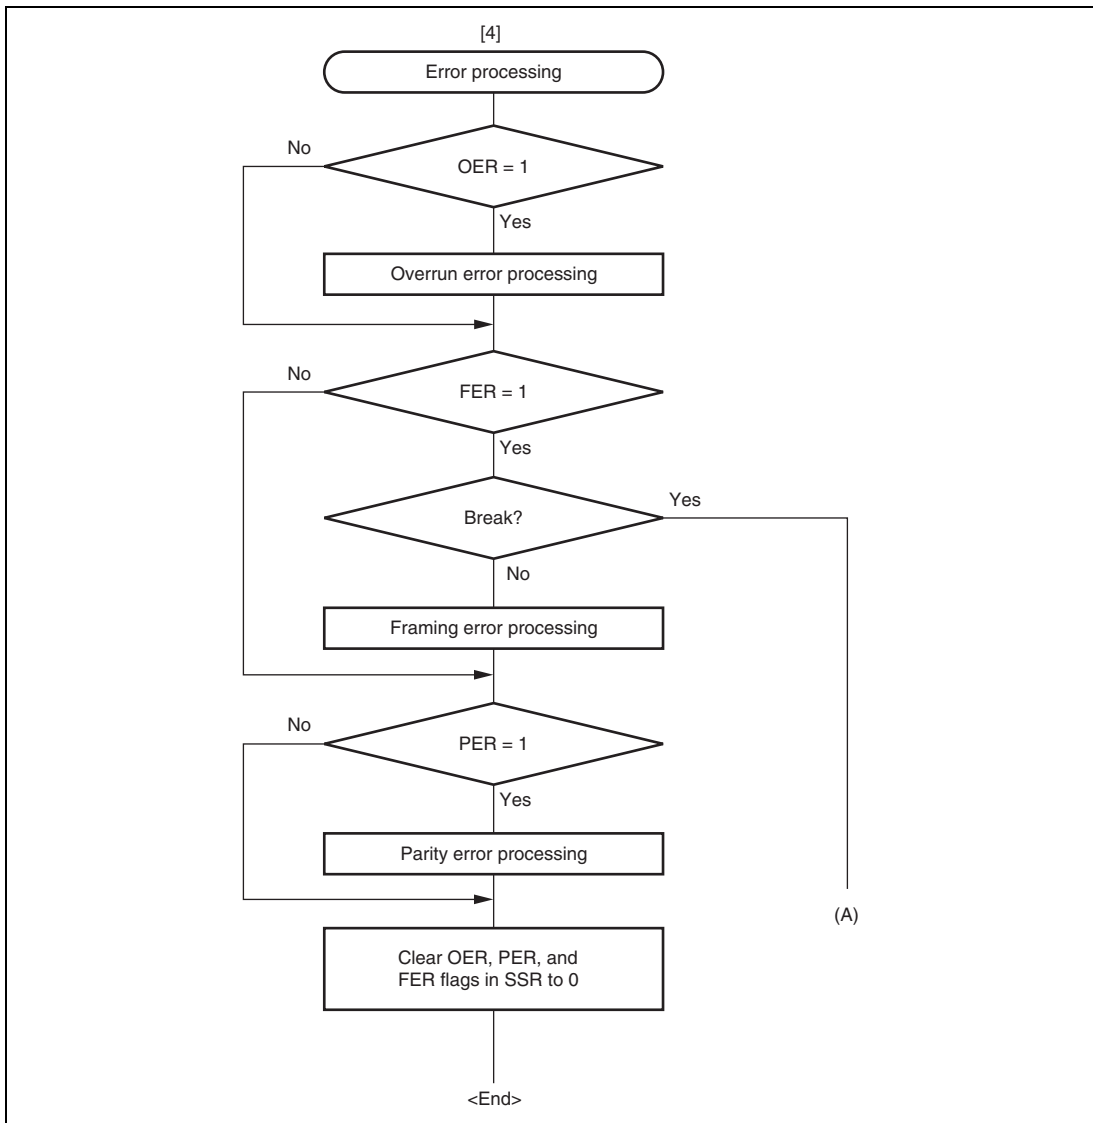 [4]
Error processing
No
OER = 1
Yes
Overrun error processing
No
FER = 1
Yes
Break?
Yes
No
Framing error processing
No
PER = 1
Yes
Parity error processing
(A)
Clear OER, PER, and
FER flags in SSR to 0
<End>